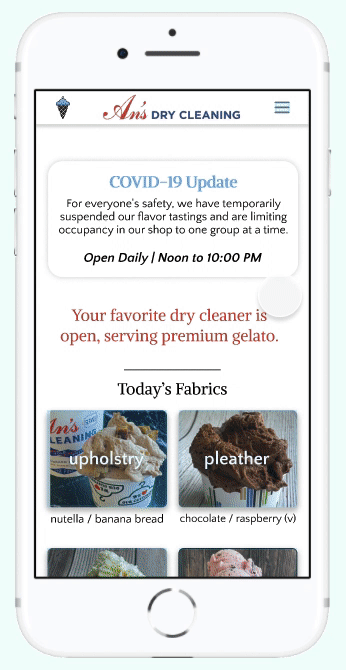 An's DRY CLEANING
COVID-19 Update
For everyone's safety, we have temporarily
suspended our flavor tastings and are limiting
occupancy in our shop to one group at a time.
Open Daily | Noon to 10:00 PM
Your favorite dry cleaner is
open, serving premium gelato.
Today's Fabrics
An's
LEANING
upholstry
pleather
nutella / banana bread
chocolate / raspberry (v)